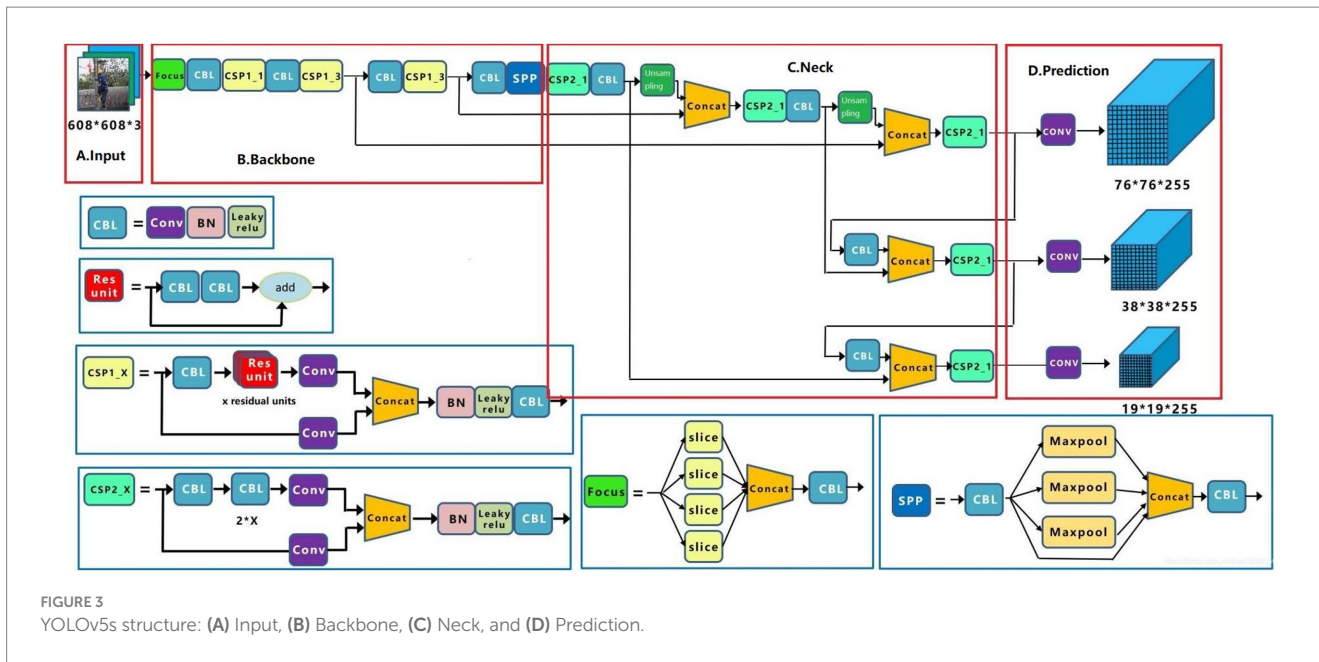 608*608*3
A.Input
Focus CBL CSP1_1 CBL CSP1_3 CBL CSP1_3 CBL SPP
B.Backbone
C.Neck
CSP2_1 CBL Unsam
pling Concat CSP2_1 CBL Unsam
pling Concat CSP2_1
CBL Concat CSP2_1
CBL Concat CSP2_1
D.Prediction
CONV
76*76*255
CONV
38*38*255
CONV
19*19*255
CBL = Conv BN Leaky
relu
Res
unit = CBL CBL add
CSP1_X = CBL Res
unit Conv Concat BN Leaky
relu CBL
x residual units
Conv
CSP2_X = CBL CBL Conv Concat BN Leaky
relu CBL
2*X
Conv
Focus = slice
slice
slice
slice
Concat CBL
SPP = CBL Maxpool
Maxpool
Maxpool
Concat CBL
FIGURE 3
YOLOv5s structure: (A) Input, (B) Backbone, (C) Neck, and (D) Prediction.